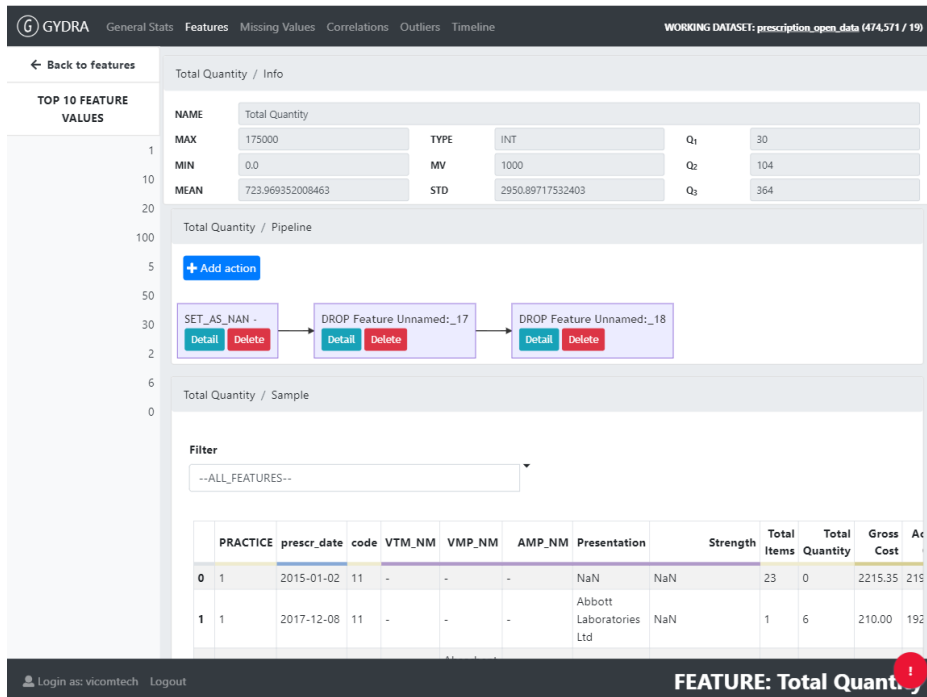 G GYDRA General Stats Features Missing Values Correlations Outliers Timeline WORKING DATASET: prescription_open_data (474,571 / 19)
← Back to features
TOP 10 FEATURE
VALUES
1
10
20
100
5
50
30
2
6
0
Total Quantity / Info
NAME Total Quantity
MAX 175000 TYPE INT Q1 30
MIN 0.0 MV 1000 Q2 104
MEAN 723.969352008463 STD 2950.89717532403 Q3 364
Total Quantity / Pipeline
+ Add action
SET_AS_NAN - DROP Feature Unnamed:_17 DROP Feature Unnamed:_18
Detail Delete Detail Delete Detail Delete
Total Quantity / Sample
Filter
--ALL_FEATURES--
PRACTICE prescr_date code VTM_NM VMP_NM AMP_NM Presentation Strength Total Items Total Quantity Gross Cost
0 1 2015-01-02 11 - - - NaN NaN 23 0 2215.35 219
1 1 2017-12-08 11 - - - Abbott Laboratories Ltd NaN 1 6 210.00 192
Login as: vicomtech Logout FEATURE: Total Quantity
!